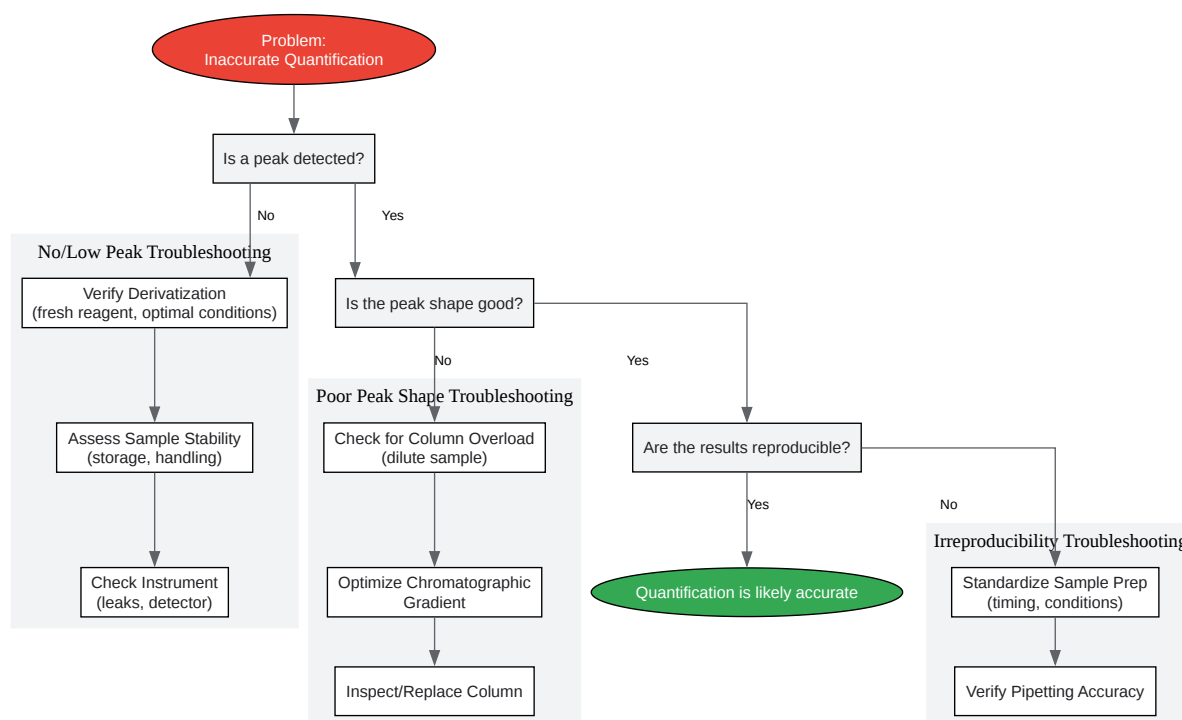 Problem:
Inaccurate Quantification
Is a peak detected?
No
Yes
No/Low Peak Troubleshooting
Verify Derivatization
(fresh reagent, optimal conditions)
Is the peak shape good?
No
Yes
Poor Peak Shape Troubleshooting
Assess Sample Stability
(storage, handling)
Check for Column Overload
(dilute sample)
Are the results reproducible?
Yes
No
Irreproducibility Troubleshooting
Check Instrument
(leaks, detector)
Optimize Chromatographic
Gradient
Quantification is likely accurate
Standardize Sample Prep
(timing, conditions)
Inspect/Replace Column
Verify Pipetting Accuracy